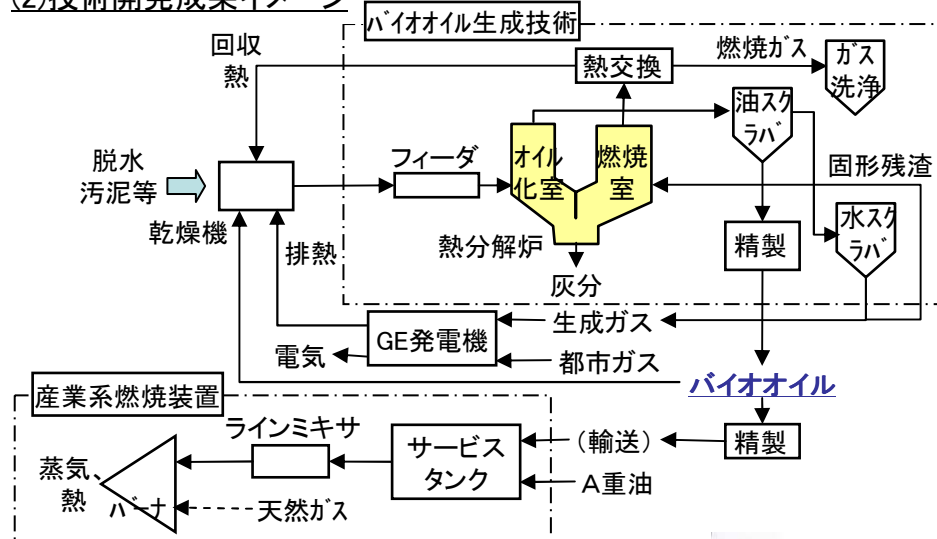 (2)技術開発成果イメージ
バイオオイル生成技術
回収
熱
熱交換
燃焼ガス
ガス
洗浄
油スク
ラバ
脱水
汚泥等
フィーダ
オイル
化室
燃焼
室
固形残渣
乾燥機
排熱
熱分解炉
精製
水スク
ラバ
灰分
GE発電機
生成ガス
電気
都市ガス
バイオオイル
産業系燃焼装置
ラインミキサ
サービス
タンク
(輸送)
精製
蒸気、
熱
バーナ
天然ガス
A重油